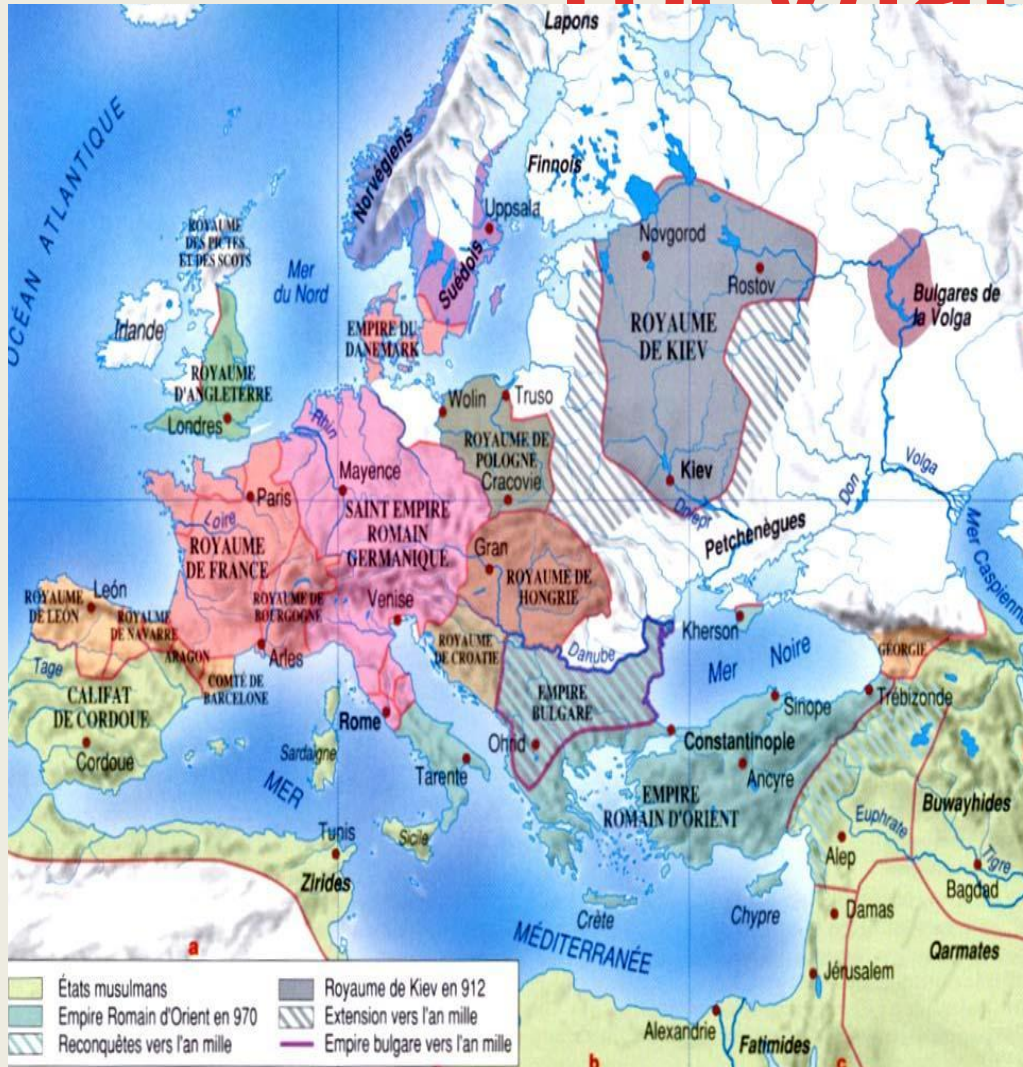 Lapons
OCÉAN ATLANTIQUE
Norvégiens
Finnois
Uppsala
Suédois
Novgorod
Rostov
ROYAUME
DES PICTES
ET DES SCOTS
Mer
du Nord
Irlande
EMPIRE DU
DANEMARK
ROYAUME
DE KIEV
Bulgares de
la Volga
ROYAUME
D'ANGLETERRE
Londres
Wolin
Truso
Rhin
ROYAUME DE
POLOGNE
Cracovie
Mayence
Kiev
Volga
Don
Dniepr
Paris
Loire
SAINT EMPIRE
ROMAIN
GERMANIQUE
Petchenègues
Mer Caspienne
ROYAUME
DE FRANCE
Gran
ROYAUME DE
HONGRIE
León
ROYAUME
DE LEÓN
ROYAUME
DE NAVARRE
ROYAUME DE
BOURGOGNE
Venise
Kherson
ROYAUME
DE CROATIE
Danube
Mer Noire
GÉORGIE
Tage
ARAGON
Arles
COMTÉ DE
BARCELONE
CALIFAT
DE CORDOUE
EMPIRE
BULGARE
Sinope
Trébizonde
Rome
Ohrid
Constantinople
Cordoue
Sardaigne
Tarente
Ancyre
EMPIRE
ROMAIN D'ORIENT
Buwayhides
MER
Euphrate
Tunis
Sicile
Alep
Tigre
Zirides
Bagdad
Crète
Chypre
Damas
MÉDITERRANÉE
Qarmates
a
Jérusalem
Alexandrie
Fatimides
b
c
États musulmans
Empire Romain d'Orient en 970
Reconquêtes vers l'an mille
Royaume de Kiev en 912
Extension vers l'an mille
Empire bulgare vers l'an mille